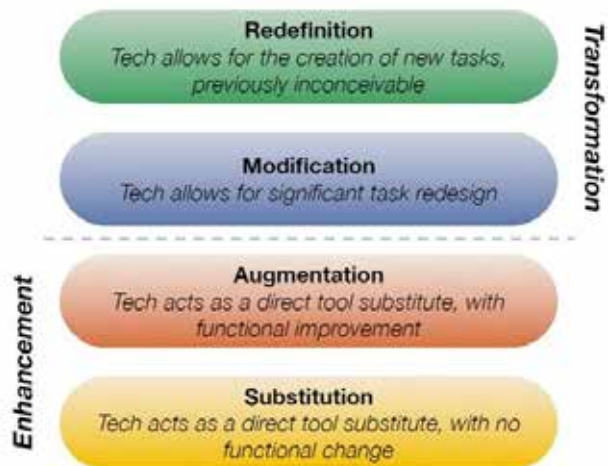 Redefinition
Tech allows for the creation of new tasks,
previously inconceivable
Modification
Tech allows for significant task redesign
Transformation
Augmentation
Tech acts as a direct tool substitute, with
functional improvement
Substitution
Tech acts as a direct tool substitute, with no
functional change
Enhancement